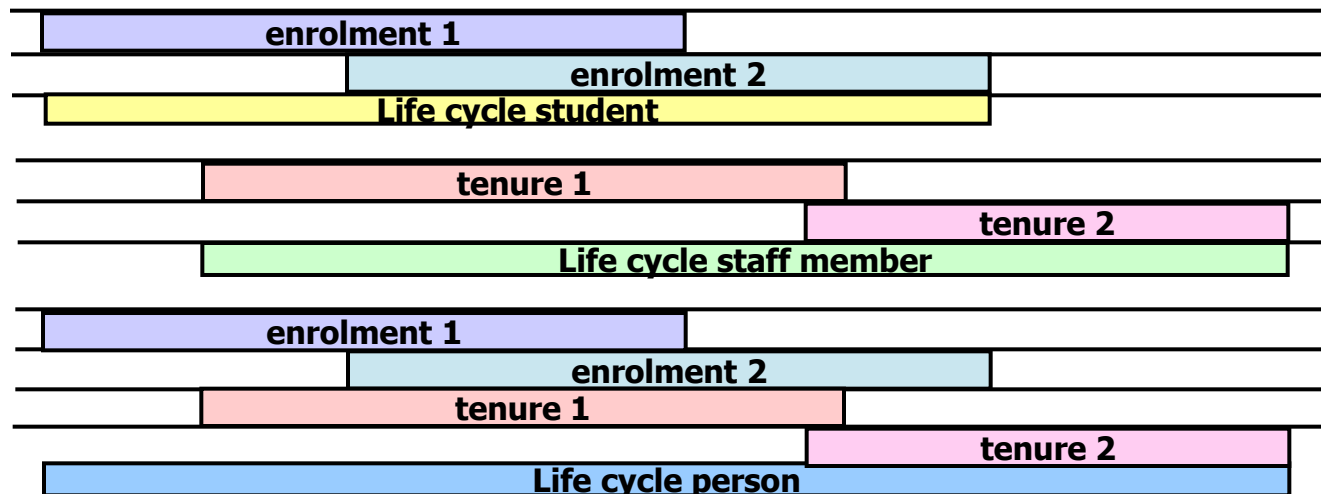 enrolment 1
enrolment 2
Life cycle student
tenure 1
tenure 2
Life cycle staff member
enrolment 1
enrolment 2
tenure 1
tenure 2
Life cycle person